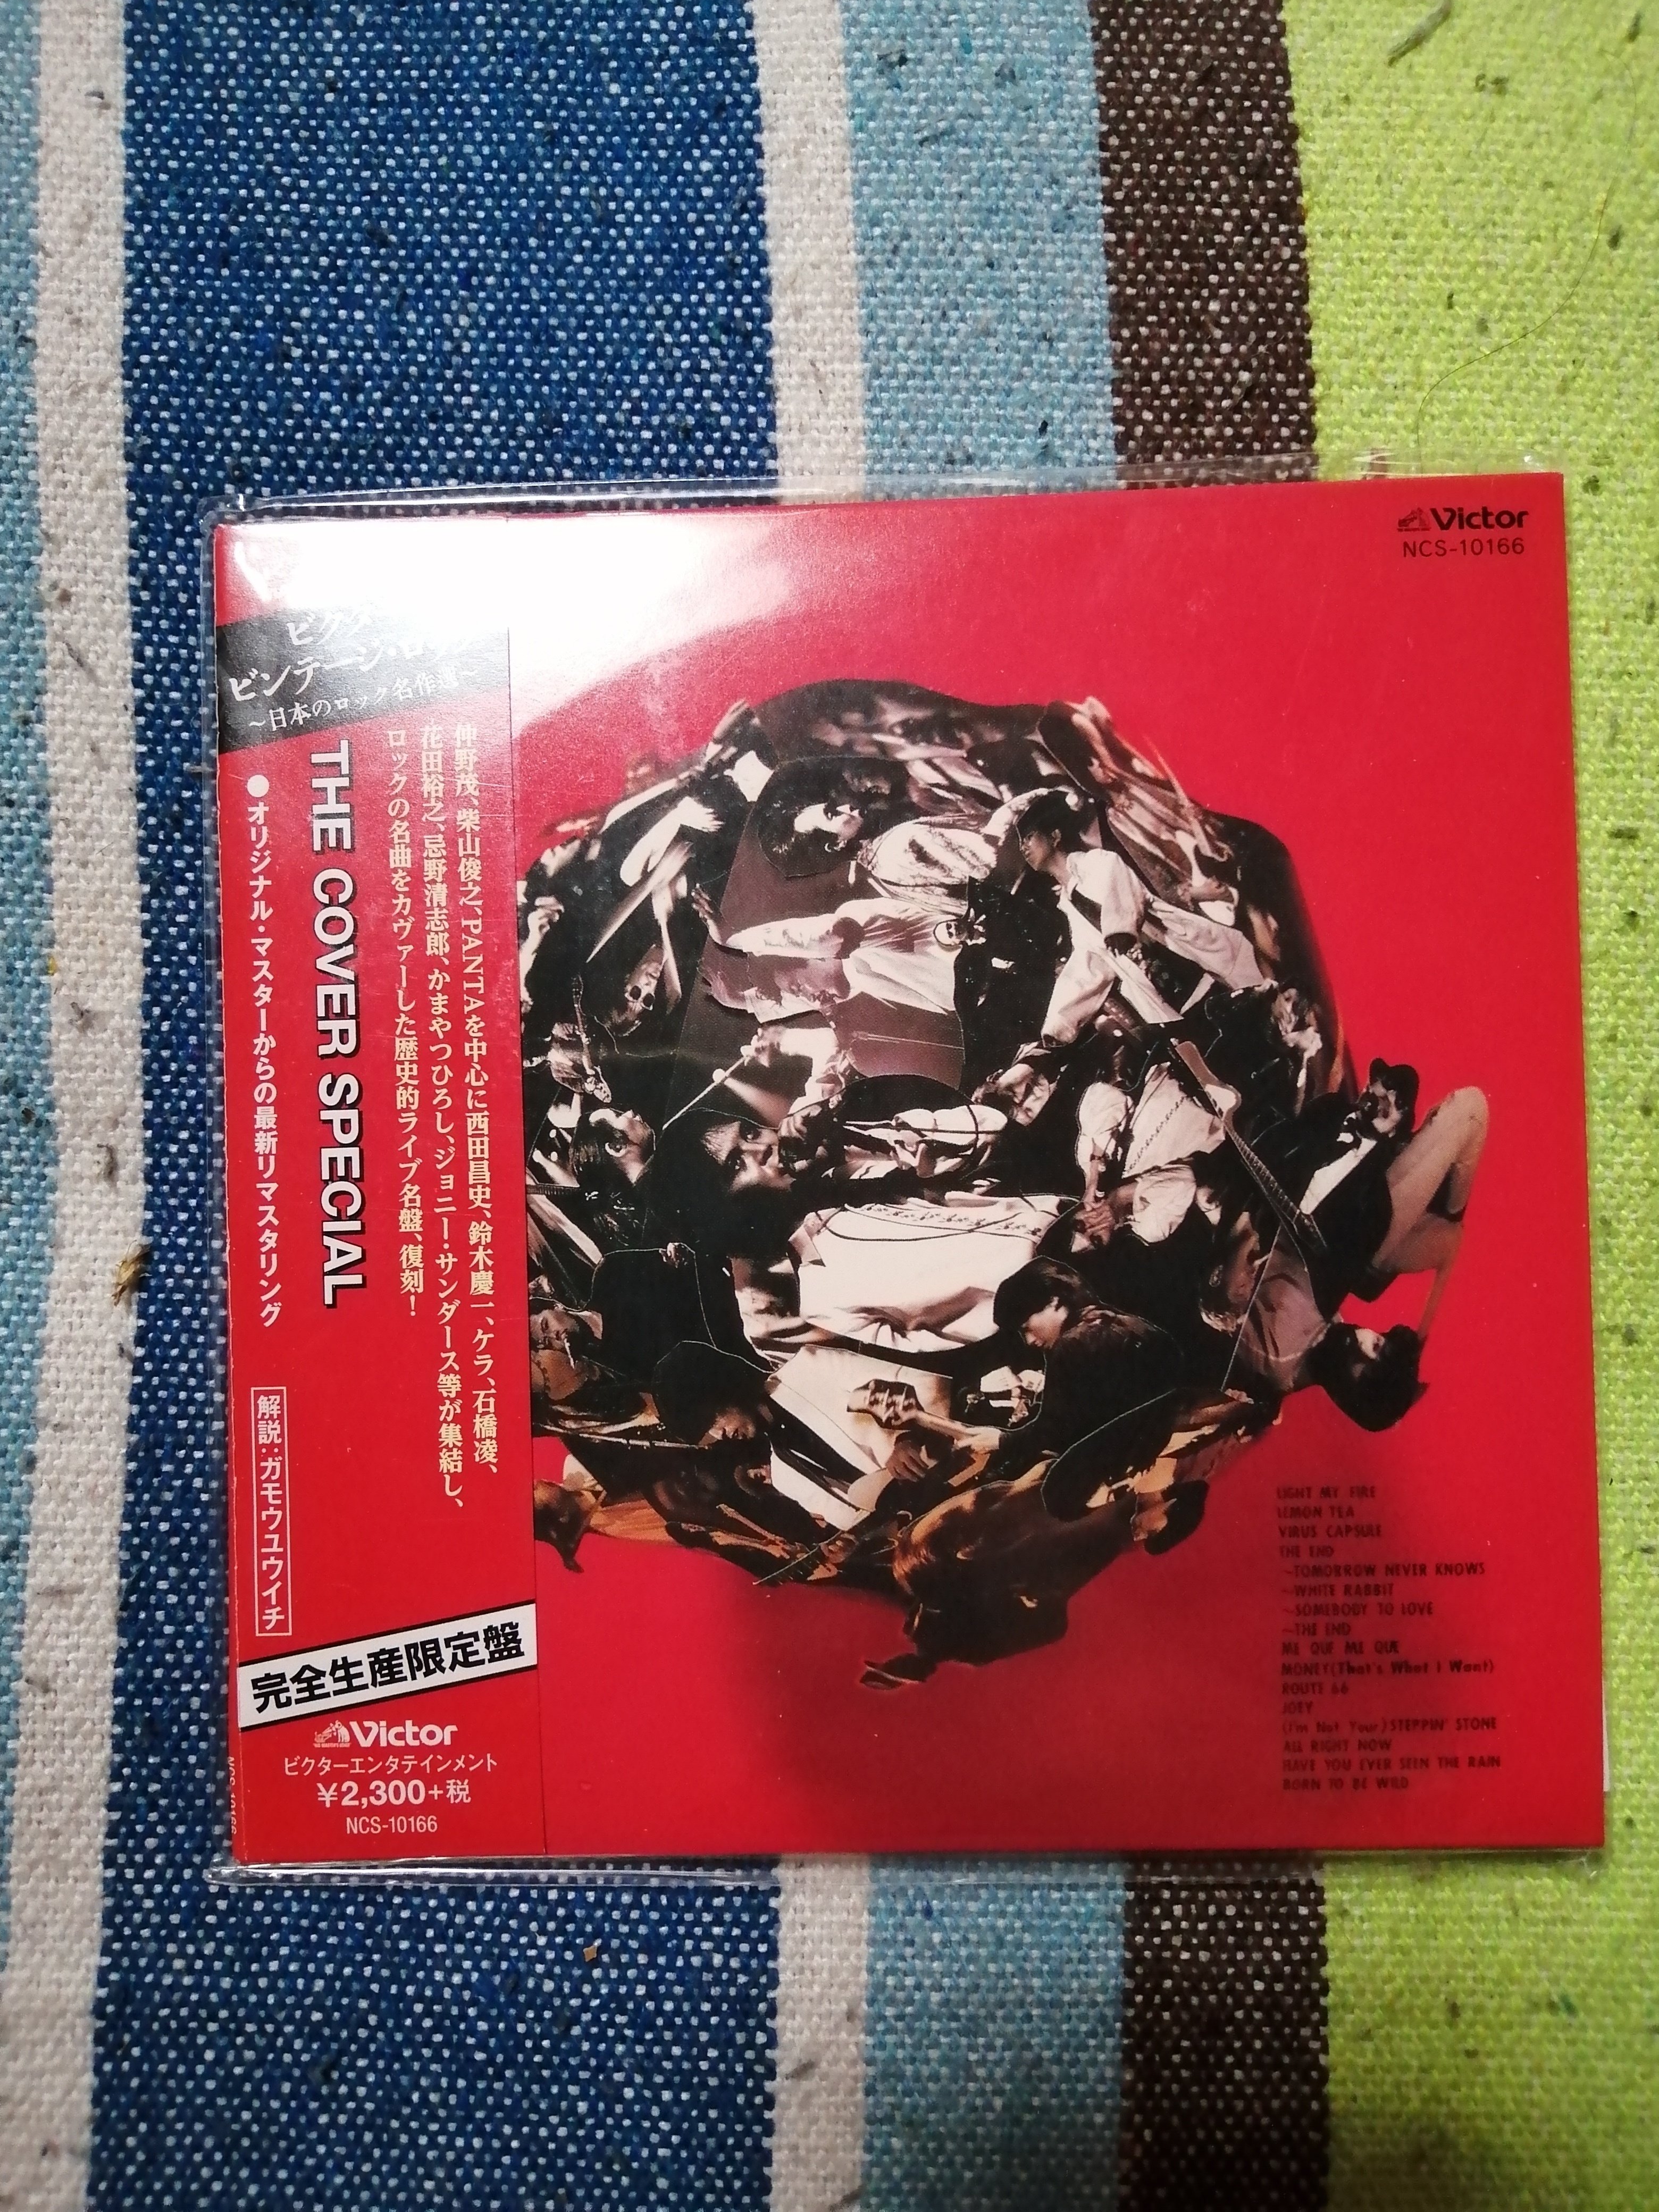 Victor
NCS-10166
ビンテージ・ロック
～日本のロック名作選～
THE COVER SPECIAL
●オリジナル・マスターからの最新リマスタリング
仲野茂、柴山俊之、PANTAを中心に西田昌史、鈴木慶一、ケラ、石橋凌、
花田裕之、忌野清志郎、かまやつひろし、ジョニー・サンダース等が集結し、
ロックの名曲をカヴァーした歴史的ライブ名盤、復刻！
解説：ガモウユウイチ
完全生産限定盤
Victor
ビクターエンタテインメント
¥2,300+税
NCS-10166
NCS-10166
LIGHT MY FIRE
LEMON TEA
VIRUS CAPSULE
THE END
~TOMORROW NEVER KNOWS
~WHITE RABBIT
~SOMEBODY TO LOVE
~THE END
ME QUE ME QUE
MONEY(That's What I Want)
ROUTE 66
JOEY
(I'm Not Your)STEPPIN' STONE
ALL RIGHT NOW
HAVE YOU EVER SEEN THE RAIN
BORN TO BE WILD